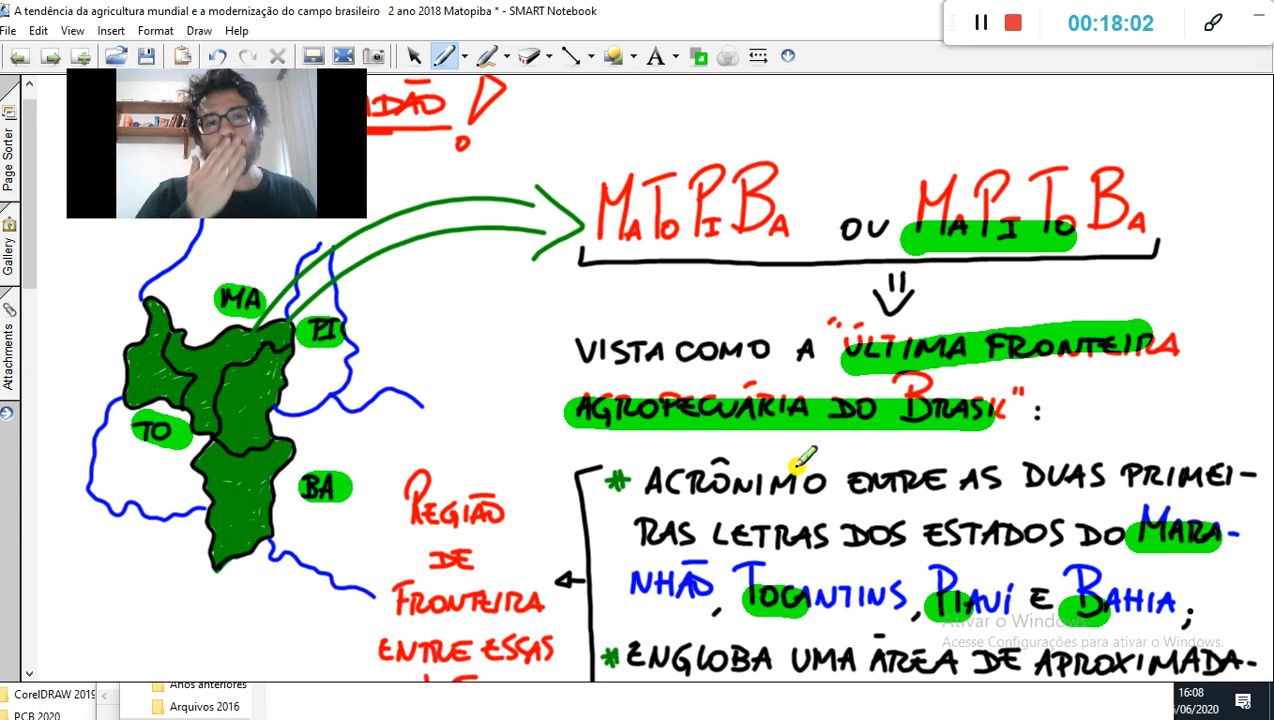 A tendência da agricultura mundial e a modernização do campo brasileiro   2 ano 2018 Matopiba * - SMART Notebook
00:18:02
File Edit View Insert Format Draw Help
Page Sorter
Gallery
Attachments
DÃO!
MATOPIBA OU MAPITOBA
VISTA COMO A "ÚLTIMA FRONTEIRA
AGROPECUÁRIA DO BRASIL":
MA
PI
TO
BA
* ACRÔNIMO ENTRE AS DUAS PRIMEI-
RAS LETRAS DOS ESTADOS DO MARA-
NHÃO, TOCANTINS, PIAUÍ E BAHIA;
* ENGLOBA UMA ÁREA DE APROXIMADA-
REGIÃO
DE
FRONTEIRA
ENTRE ESSAS
Ativar o Windows
Acesse Configurações para ativar o Windows.
CorelDRAW 2019
PCB 2020
Anos anteriores
Arquivos 2016
16:08
/06/2020